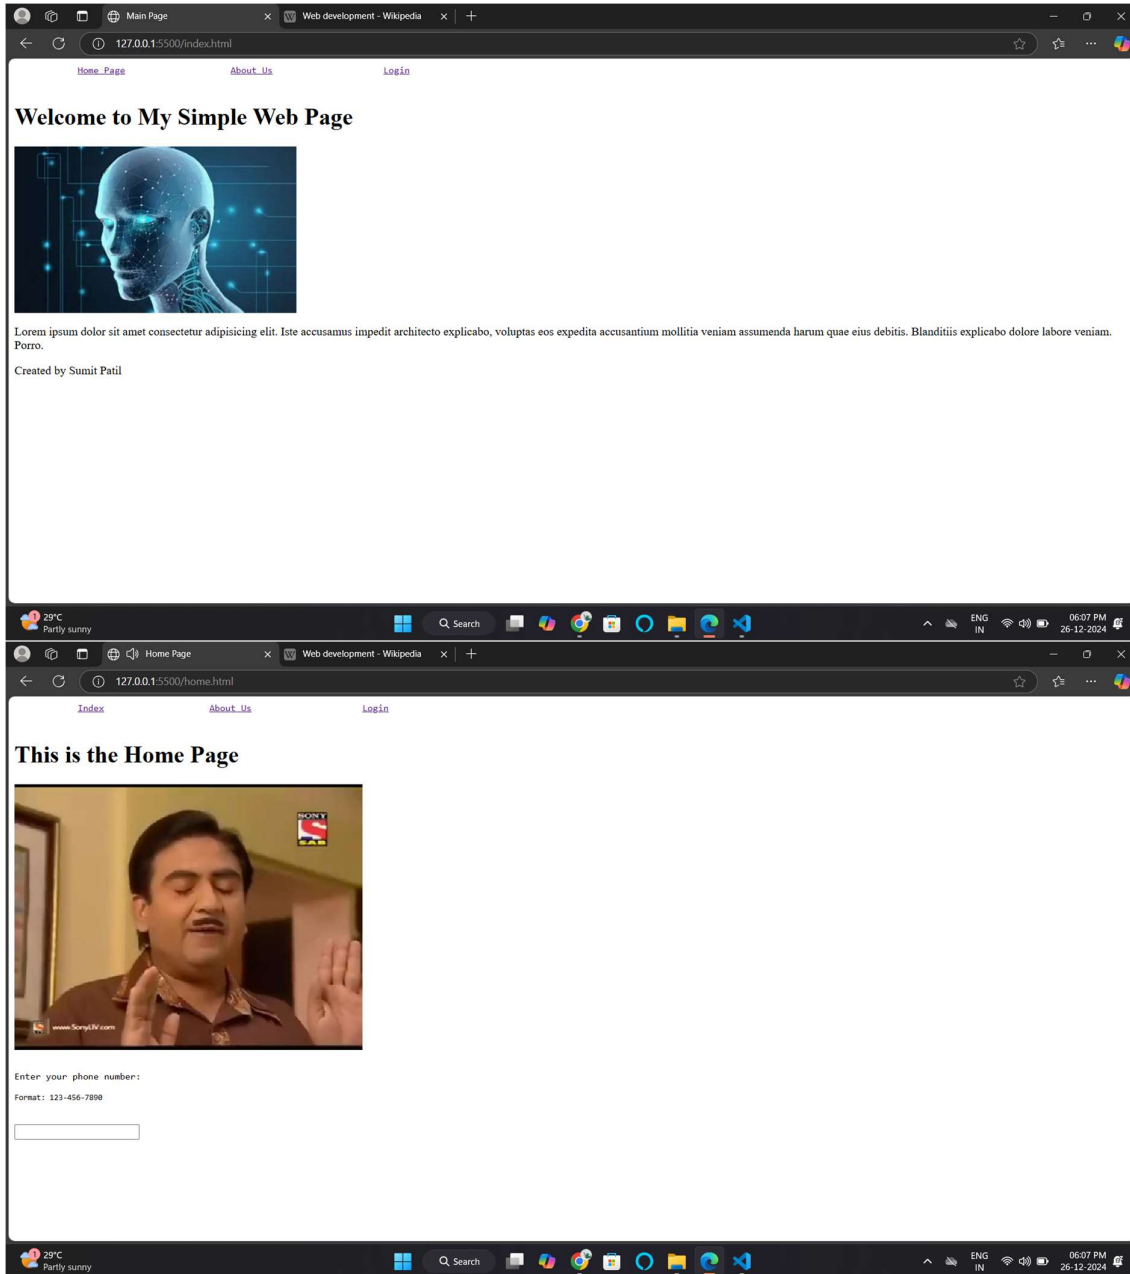 Main Page
Web development - Wikipedia
127.0.0.1:5500/index.html
Home Page About Us Login
Welcome to My Simple Web Page
Lorem ipsum dolor sit amet consectetur adipisicing elit. Iste accusamus impedit architecto explicabo, voluptas eos expedita accusantium mollitia veniam assumenda harum quae eius debitis. Blanditiis explicabo dolore labore veniam.
Porro.
Created by Sumit Patil
1
29°C
Partly sunny
Search
ENG
IN
06:07 PM
26-12-2024
Home Page
Web development - Wikipedia
127.0.0.1:5500/home.html
Index About Us Login
This is the Home Page
SONY
S
SAB
www.SonyLIV.com
Enter your phone number:
Format: 123-456-7890
1
29°C
Partly sunny
Search
ENG
IN
06:07 PM
26-12-2024